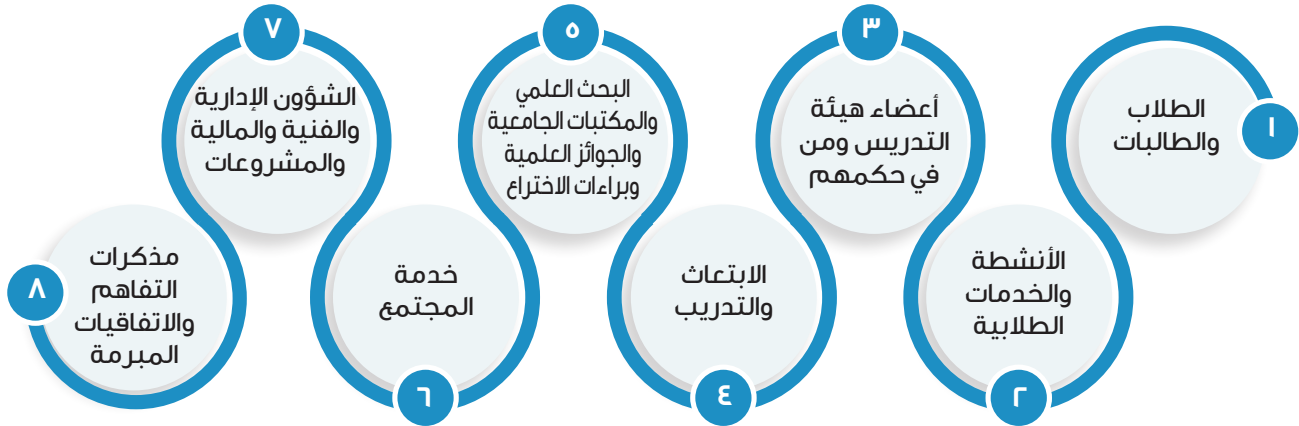 ١
الطلاب
والطالبات
٢
الأنشطة
والخدمات
الطلابية
٣
أعضاء هيئة
التدريس ومن
في حكمهم
٤
الابتعاث
والتدريب
٥
البحث العلمي
والمكتبات الجامعية
والجوائز العلمية
وبراءات الاختراع
٦
خدمة
المجتمع
٧
الشؤون الإدارية
والفنية والمالية
والمشروعات
٨
مذكرات
التفاهم
والاتفاقيات
المبرمة